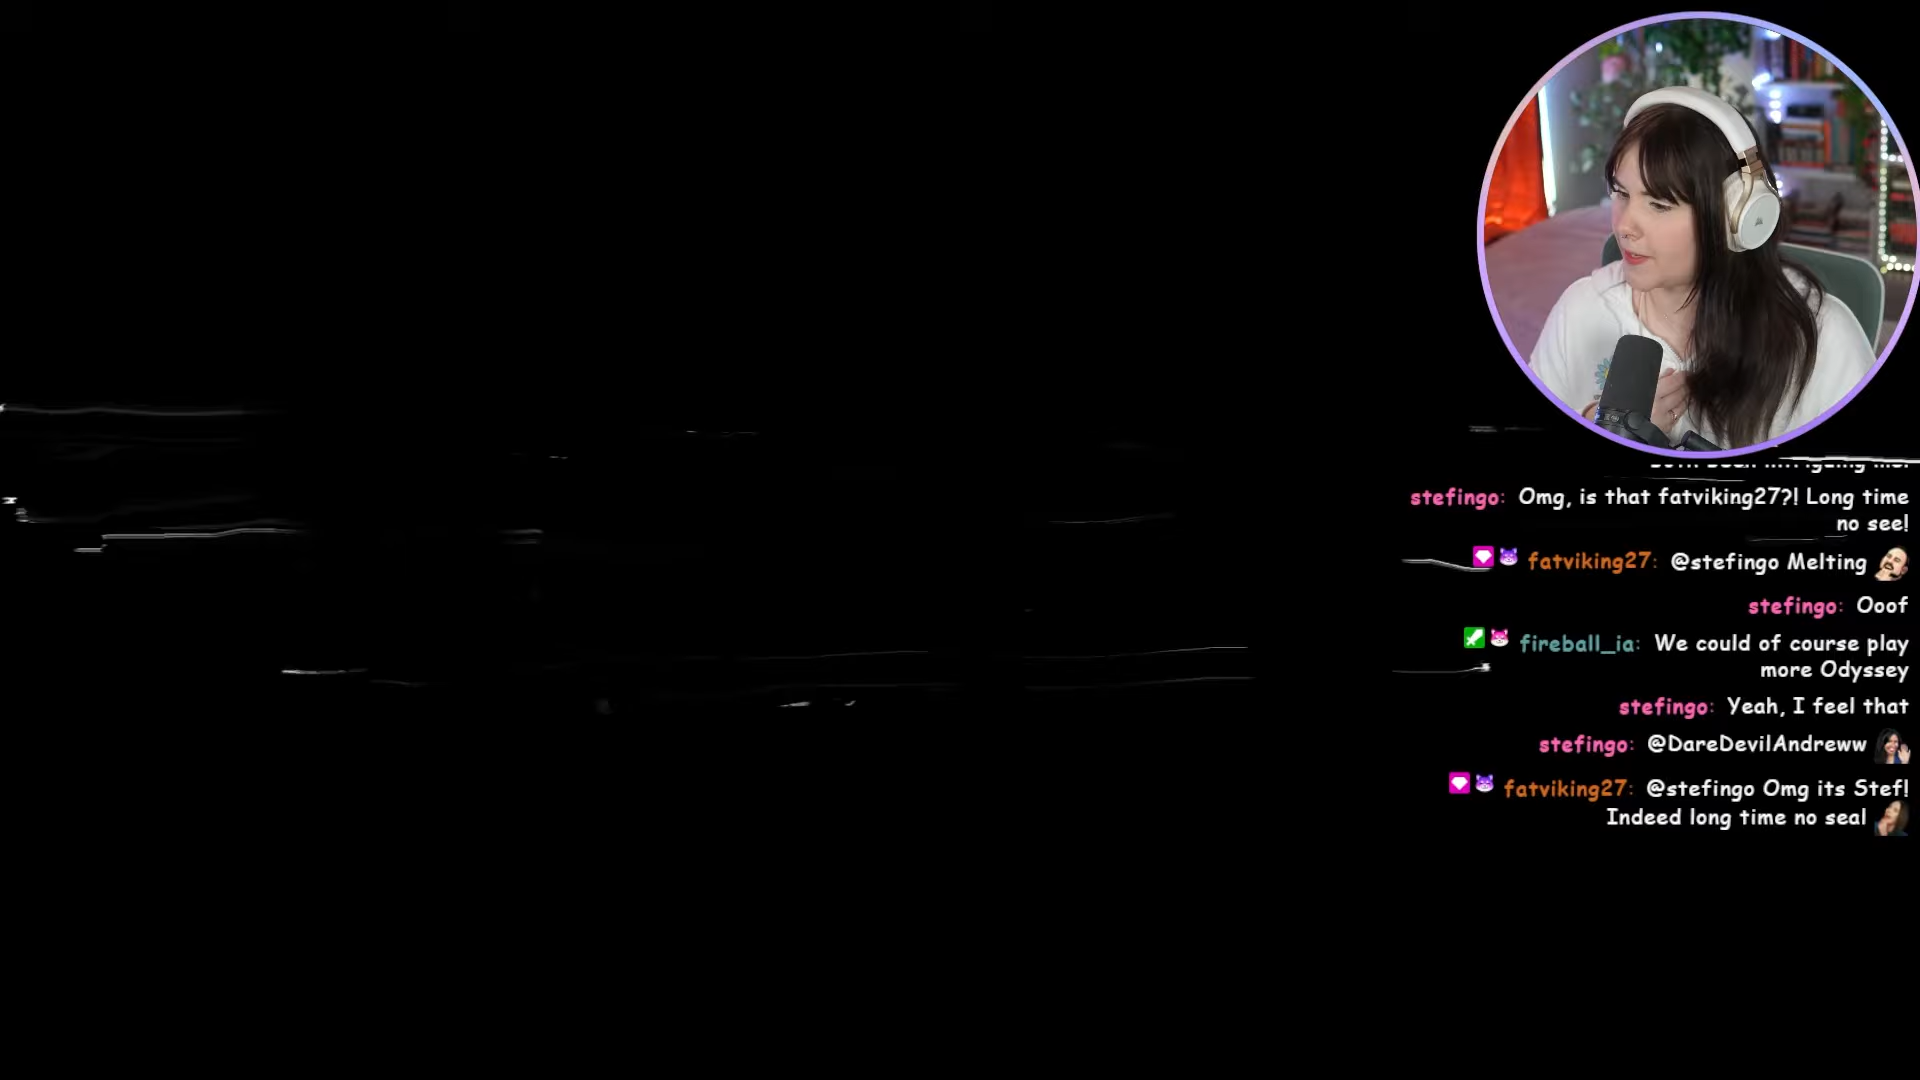 stefingo: Omg, is that fatviking27?! Long time
no see!
fatviking27: @stefingo Melting
stefingo: Ooof
fireball_ia: We could of course play
more Odyssey
stefingo: Yeah, I feel that
stefingo: @DareDevilAndreww
fatviking27: @stefingo Omg its Stef!
Indeed long time no seal